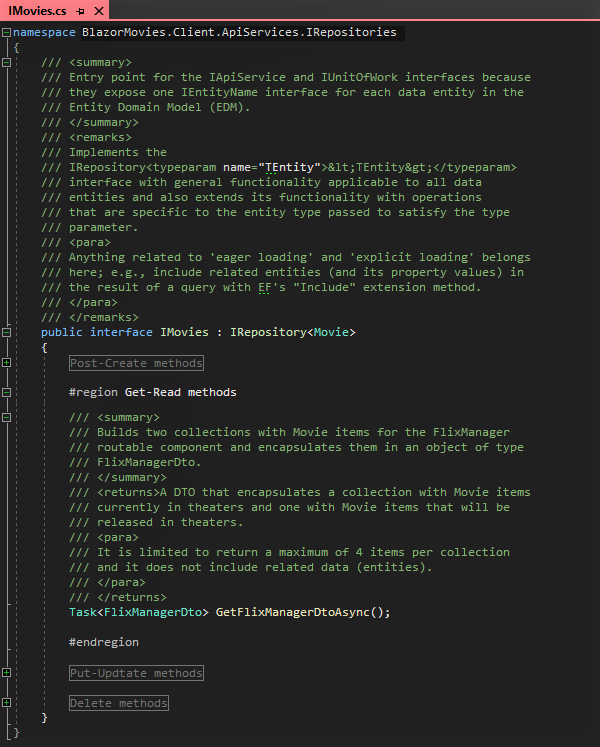 IMovies.cs
namespace BlazorMovies.Client.ApiServices.IRepositories
{
/// <summary>
/// Entry point for the IApiService and IUnitOfWork interfaces because
/// they expose one IEntityName interface for each data entity in the
/// Entity Domain Model (EDM).
/// </summary>
/// <remarks>
/// Implements the
/// IRepository<typeparam name="TEntity">&lt;TEntity&gt;</typeparam>
/// interface with general functionality applicable to all data
/// entities and also extends its functionality with operations
/// that are specific to the entity type passed to satisfy the type
/// parameter.
/// <para>
/// Anything related to 'eager loading' and 'explicit loading' belongs
/// here; e.g., include related entities (and its property values) in
/// the result of a query with EF's "Include" extension method.
/// </para>
/// </remarks>
public interface IMovies : IRepository<Movie>
{
Post-Create methods
#region Get-Read methods
/// <summary>
/// Builds two collections with Movie items for the FlixManager
/// routable component and encapsulates them in an object of type
/// FlixManagerDto.
/// </summary>
/// <returns>A DTO that encapsulates a collection with Movie items
/// currently in theaters and one with Movie items that will be
/// released in theaters.
/// <para>
/// It is limited to return a maximum of 4 items per collection
/// and it does not include related data (entities).
/// </para>
/// </returns>
Task<FlixManagerDto> GetFlixManagerDtoAsync();
#endregion
Put-Updtate methods
Delete methods
}
}